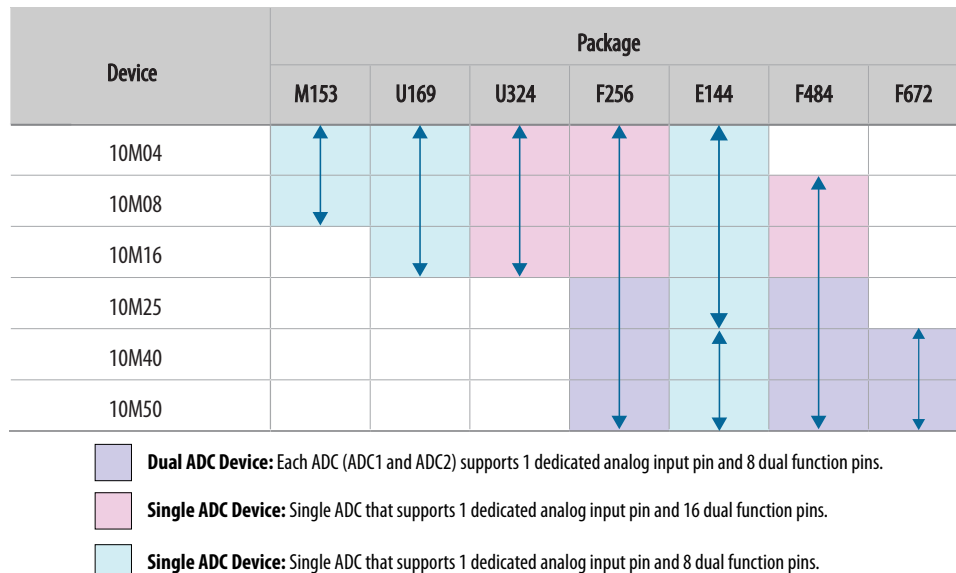 Device
Package
M153 U169 U324 F256 E144 F484 F672
10M04
10M08
10M16
10M25
10M40
10M50
Dual ADC Device: Each ADC (ADC1 and ADC2) supports 1 dedicated analog input pin and 8 dual function pins.
Single ADC Device: Single ADC that supports 1 dedicated analog input pin and 16 dual function pins.
Single ADC Device: Single ADC that supports 1 dedicated analog input pin and 8 dual function pins.